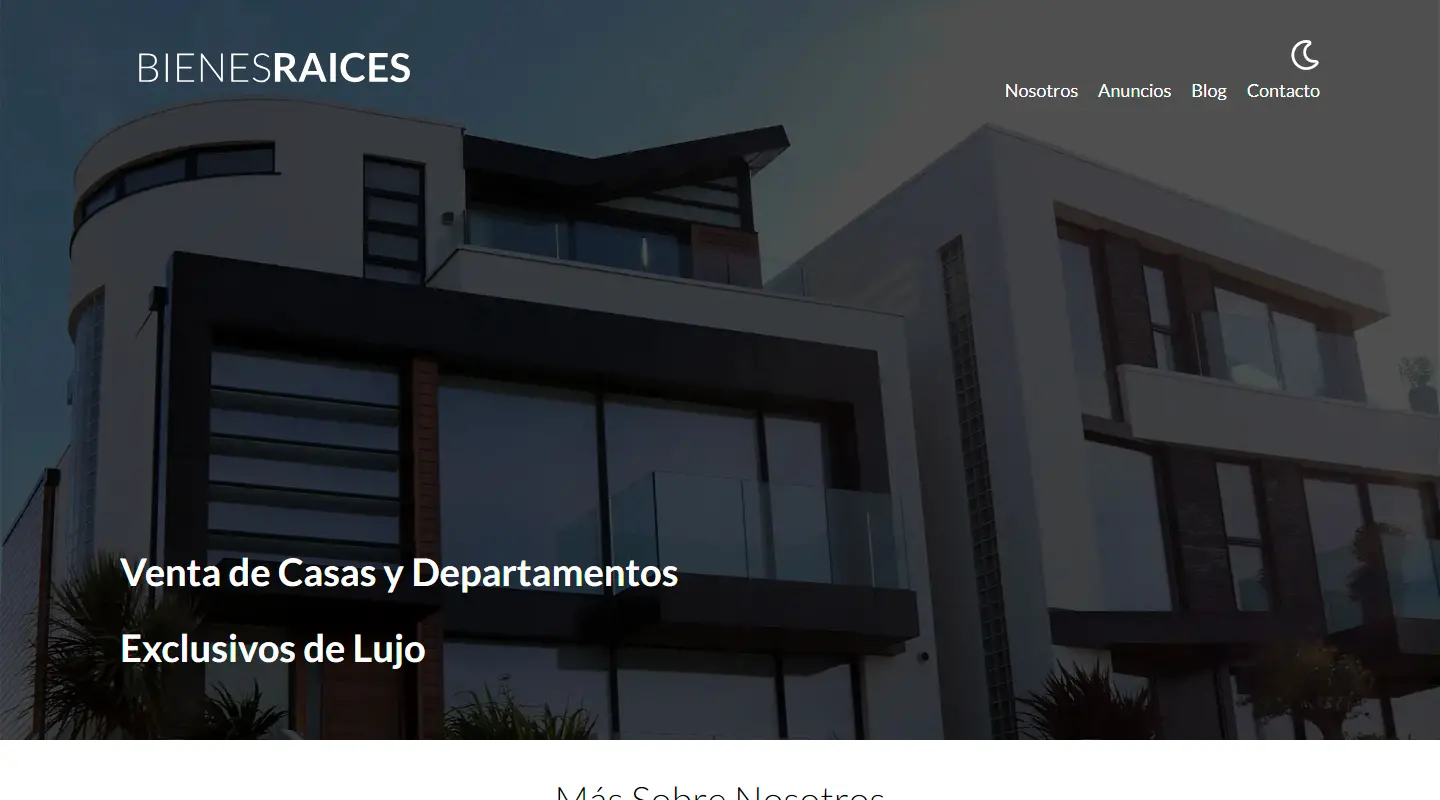 BIENESRAICES
Nosotros Anuncios Blog Contacto
Venta de Casas y Departamentos
Exclusivos de Lujo
Más Sobre Nosotros